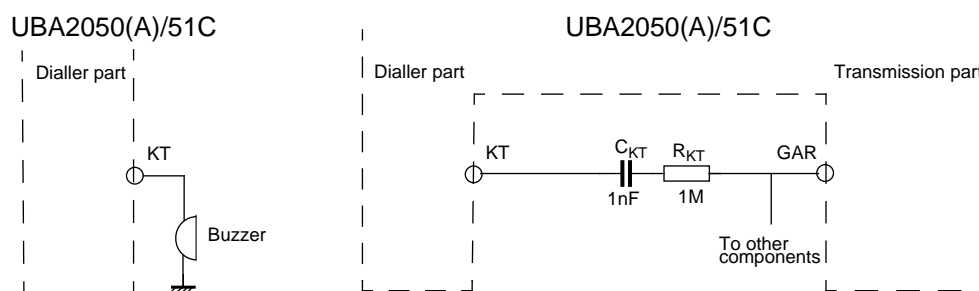 UBA2050(A)/51C
Dialler part
KT
Buzzer
UBA2050(A)/51C
Dialler part
Transmission part
KT
CKT
RKT
GAR
1nF
1M
To other
components